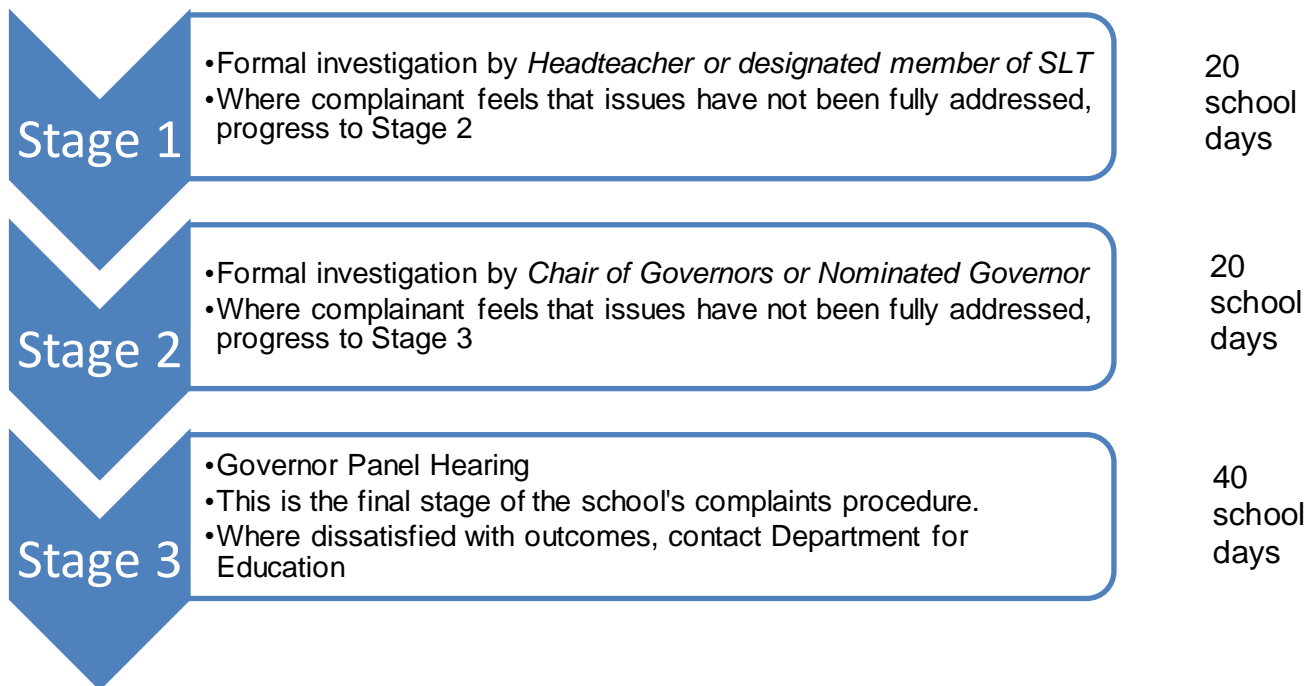 Stage 1
•Formal investigation by Headteacher or designated member of SLT
•Where complainant feels that issues have not been fully addressed,
progress to Stage 2
20
school
days
Stage 2
•Formal investigation by Chair of Governors or Nominated Governor
•Where complainant feels that issues have not been fully addressed,
progress to Stage 3
20
school
days
Stage 3
•Governor Panel Hearing
•This is the final stage of the school's complaints procedure.
•Where dissatisfied with outcomes, contact Department for
Education
40
school
days